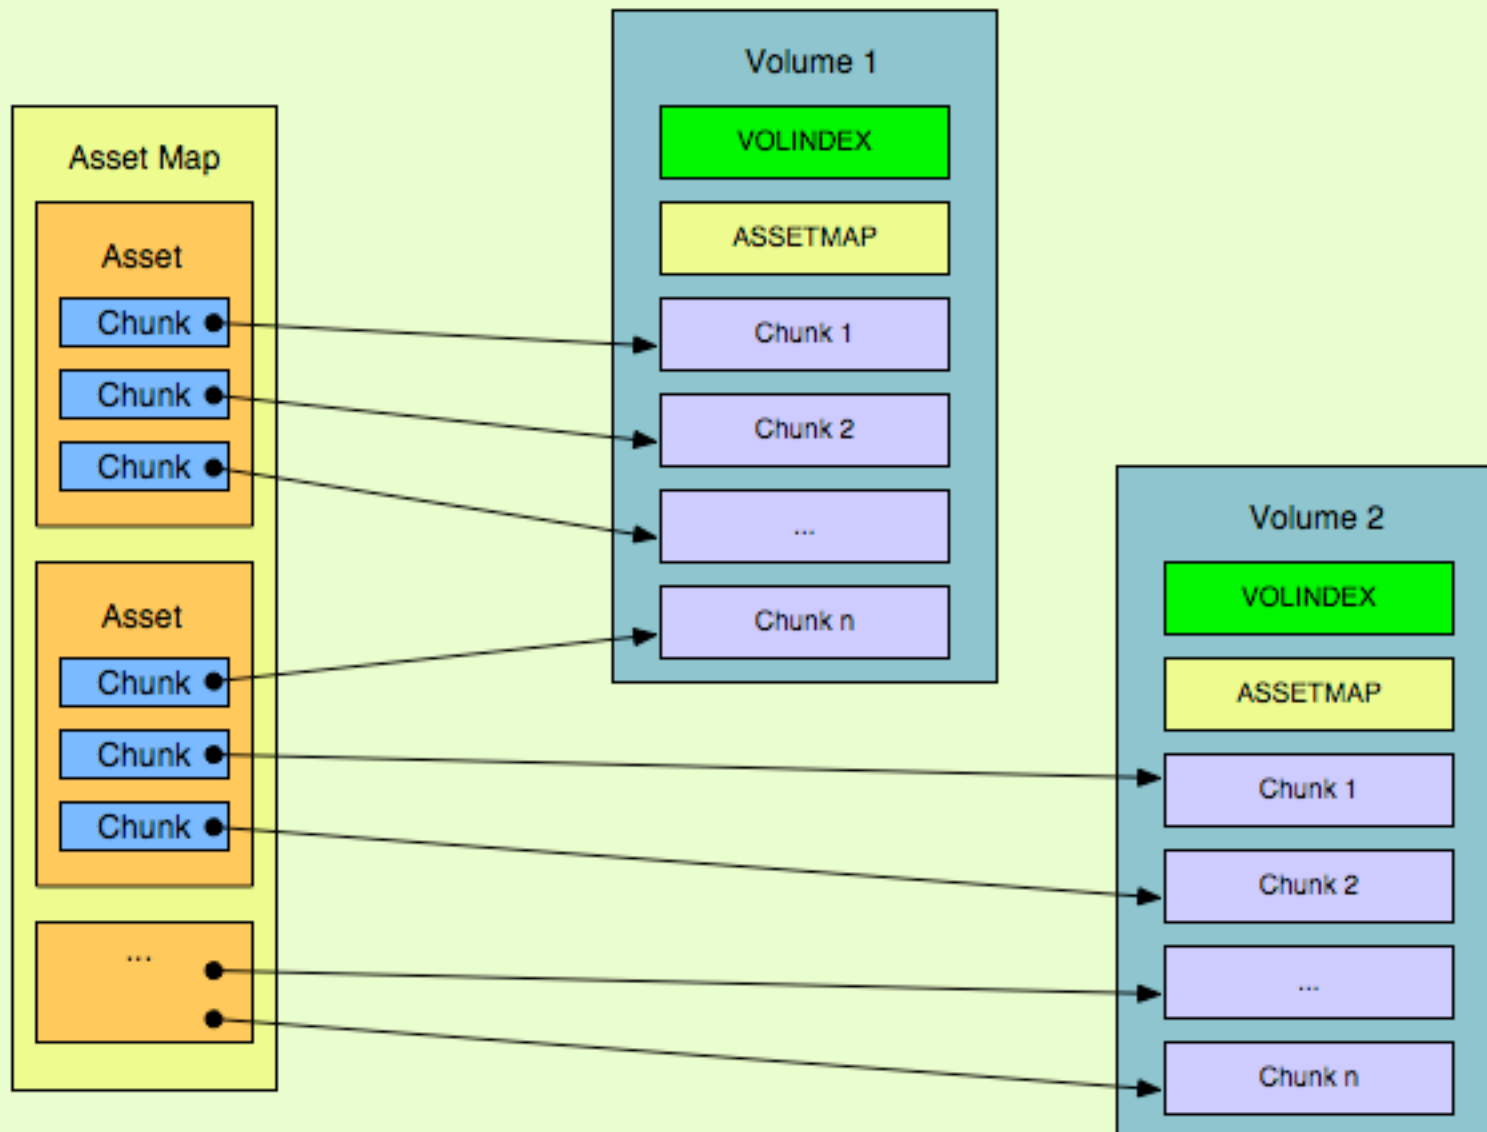 Asset Map
Asset
Chunk
Chunk
Chunk
Asset
Chunk
Chunk
Chunk
...
Volume 1
VOLINDEX
ASSETMAP
Chunk 1
Chunk 2
...
Chunk n
Volume 2
VOLINDEX
ASSETMAP
Chunk 1
Chunk 2
...
Chunk n